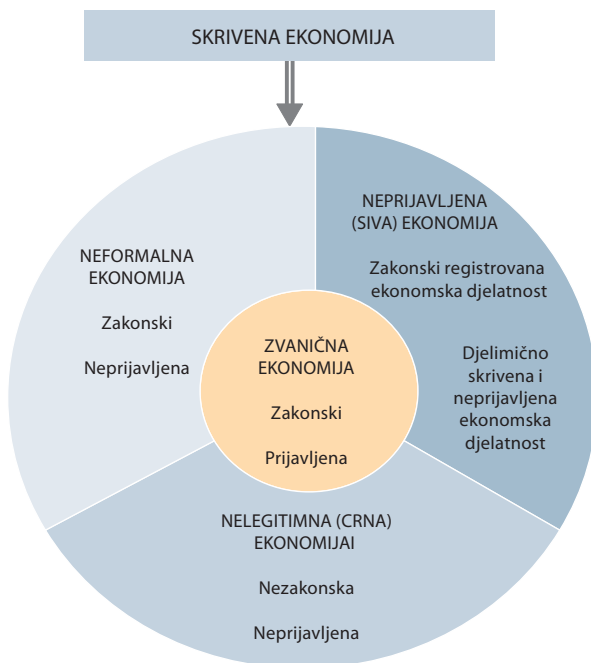 SKRIVENA EKONOMIJA
NEFORMALNA
EKONOMIJA
Zakonski
Neprijavljena
NEPRIJAVLJENA
(SIVA) EKONOMIJA
Zakonski registrovana
ekonomska djelatnost
Djelimično
skrivena i
neprijavljena
ekonomska
djelatnost
ZVANIČNA
EKONOMIJA
Zakonski
Prijavljena
NELEGITIMNA (CRNA)
EKONOMIJAI
Nezakonska
Neprijavljena